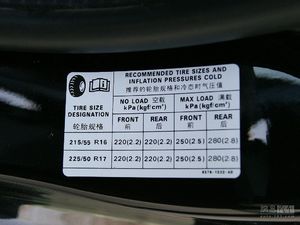 RECOMMENDED TIRE SIZES AND
INFLATION PRESSURES COLD
推荐的轮胎规格和冷态时气压值
TIRE SIZE
DESIGNATION
轮胎规格
NO LOAD 空载
kPa(kgf/cm²)
MAX LOAD 满载
kPa(kgf/cm²)
FRONT
前
REAR
后
FRONT
前
REAR
后
215/55 R16 220(2.2) 220(2.2) 250(2.5) 280(2.8)
225/50 R17 220(2.2) 220(2.2) 250(2.5) 280(2.8)